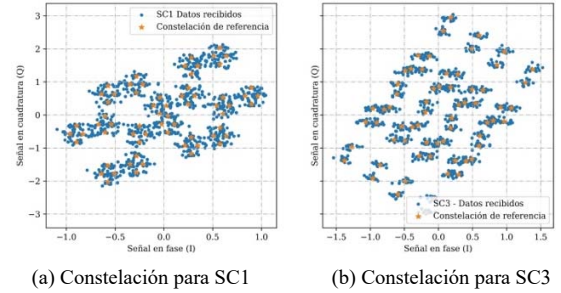 3
2
1
0
−1
−2
−3
Señal en cuadratura (Q)
SC1 Datos recibidos
Constelación de referencia
−1.0 −0.5 0.0 0.5 1.0
Señal en fase (I)
(a) Constelación para SC1
3
2
1
0
−1
−2
−3
Señal en cuadratura (Q)
SC3 - Datos recibidos
Constelación de referencia
−1.5 −1.0 −0.5 0.0 0.5 1.0 1.5
Señal en fase (I)
(b) Constelación para SC3